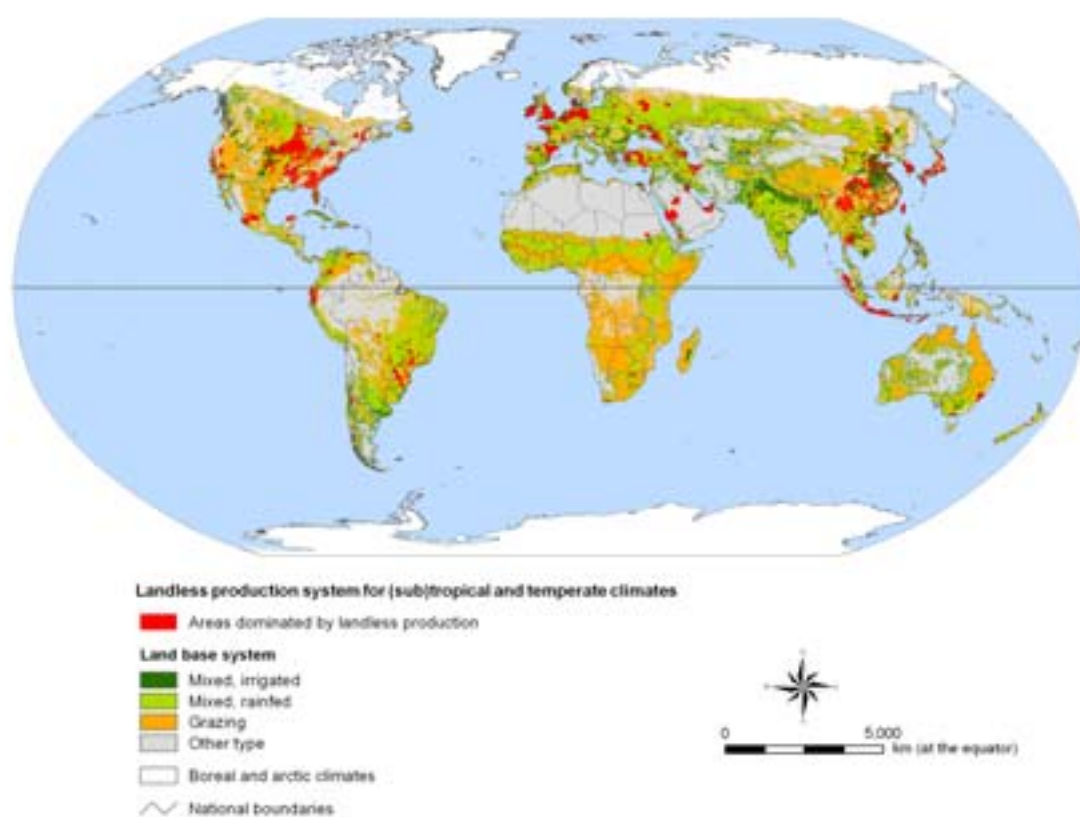 Landless production system for (sub)tropical and temperate climates
Areas dominated by landless production
Land base system
Mixed, irrigated
Mixed, rainfed
Grazing
Other type
Boreal and arctic climates
National boundaries
0 5,000
km (at the equator)